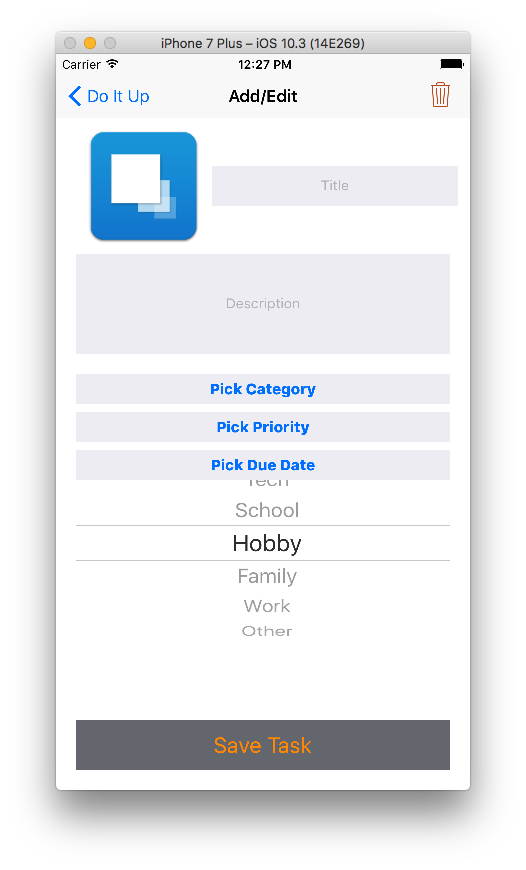 iPhone 7 Plus – iOS 10.3 (14E269)
Carrier 12:27 PM
Do It Up Add/Edit
Title
Description
Pick Category
Pick Priority
Pick Due Date
Tech
School
Hobby
Family
Work
Other
Save Task